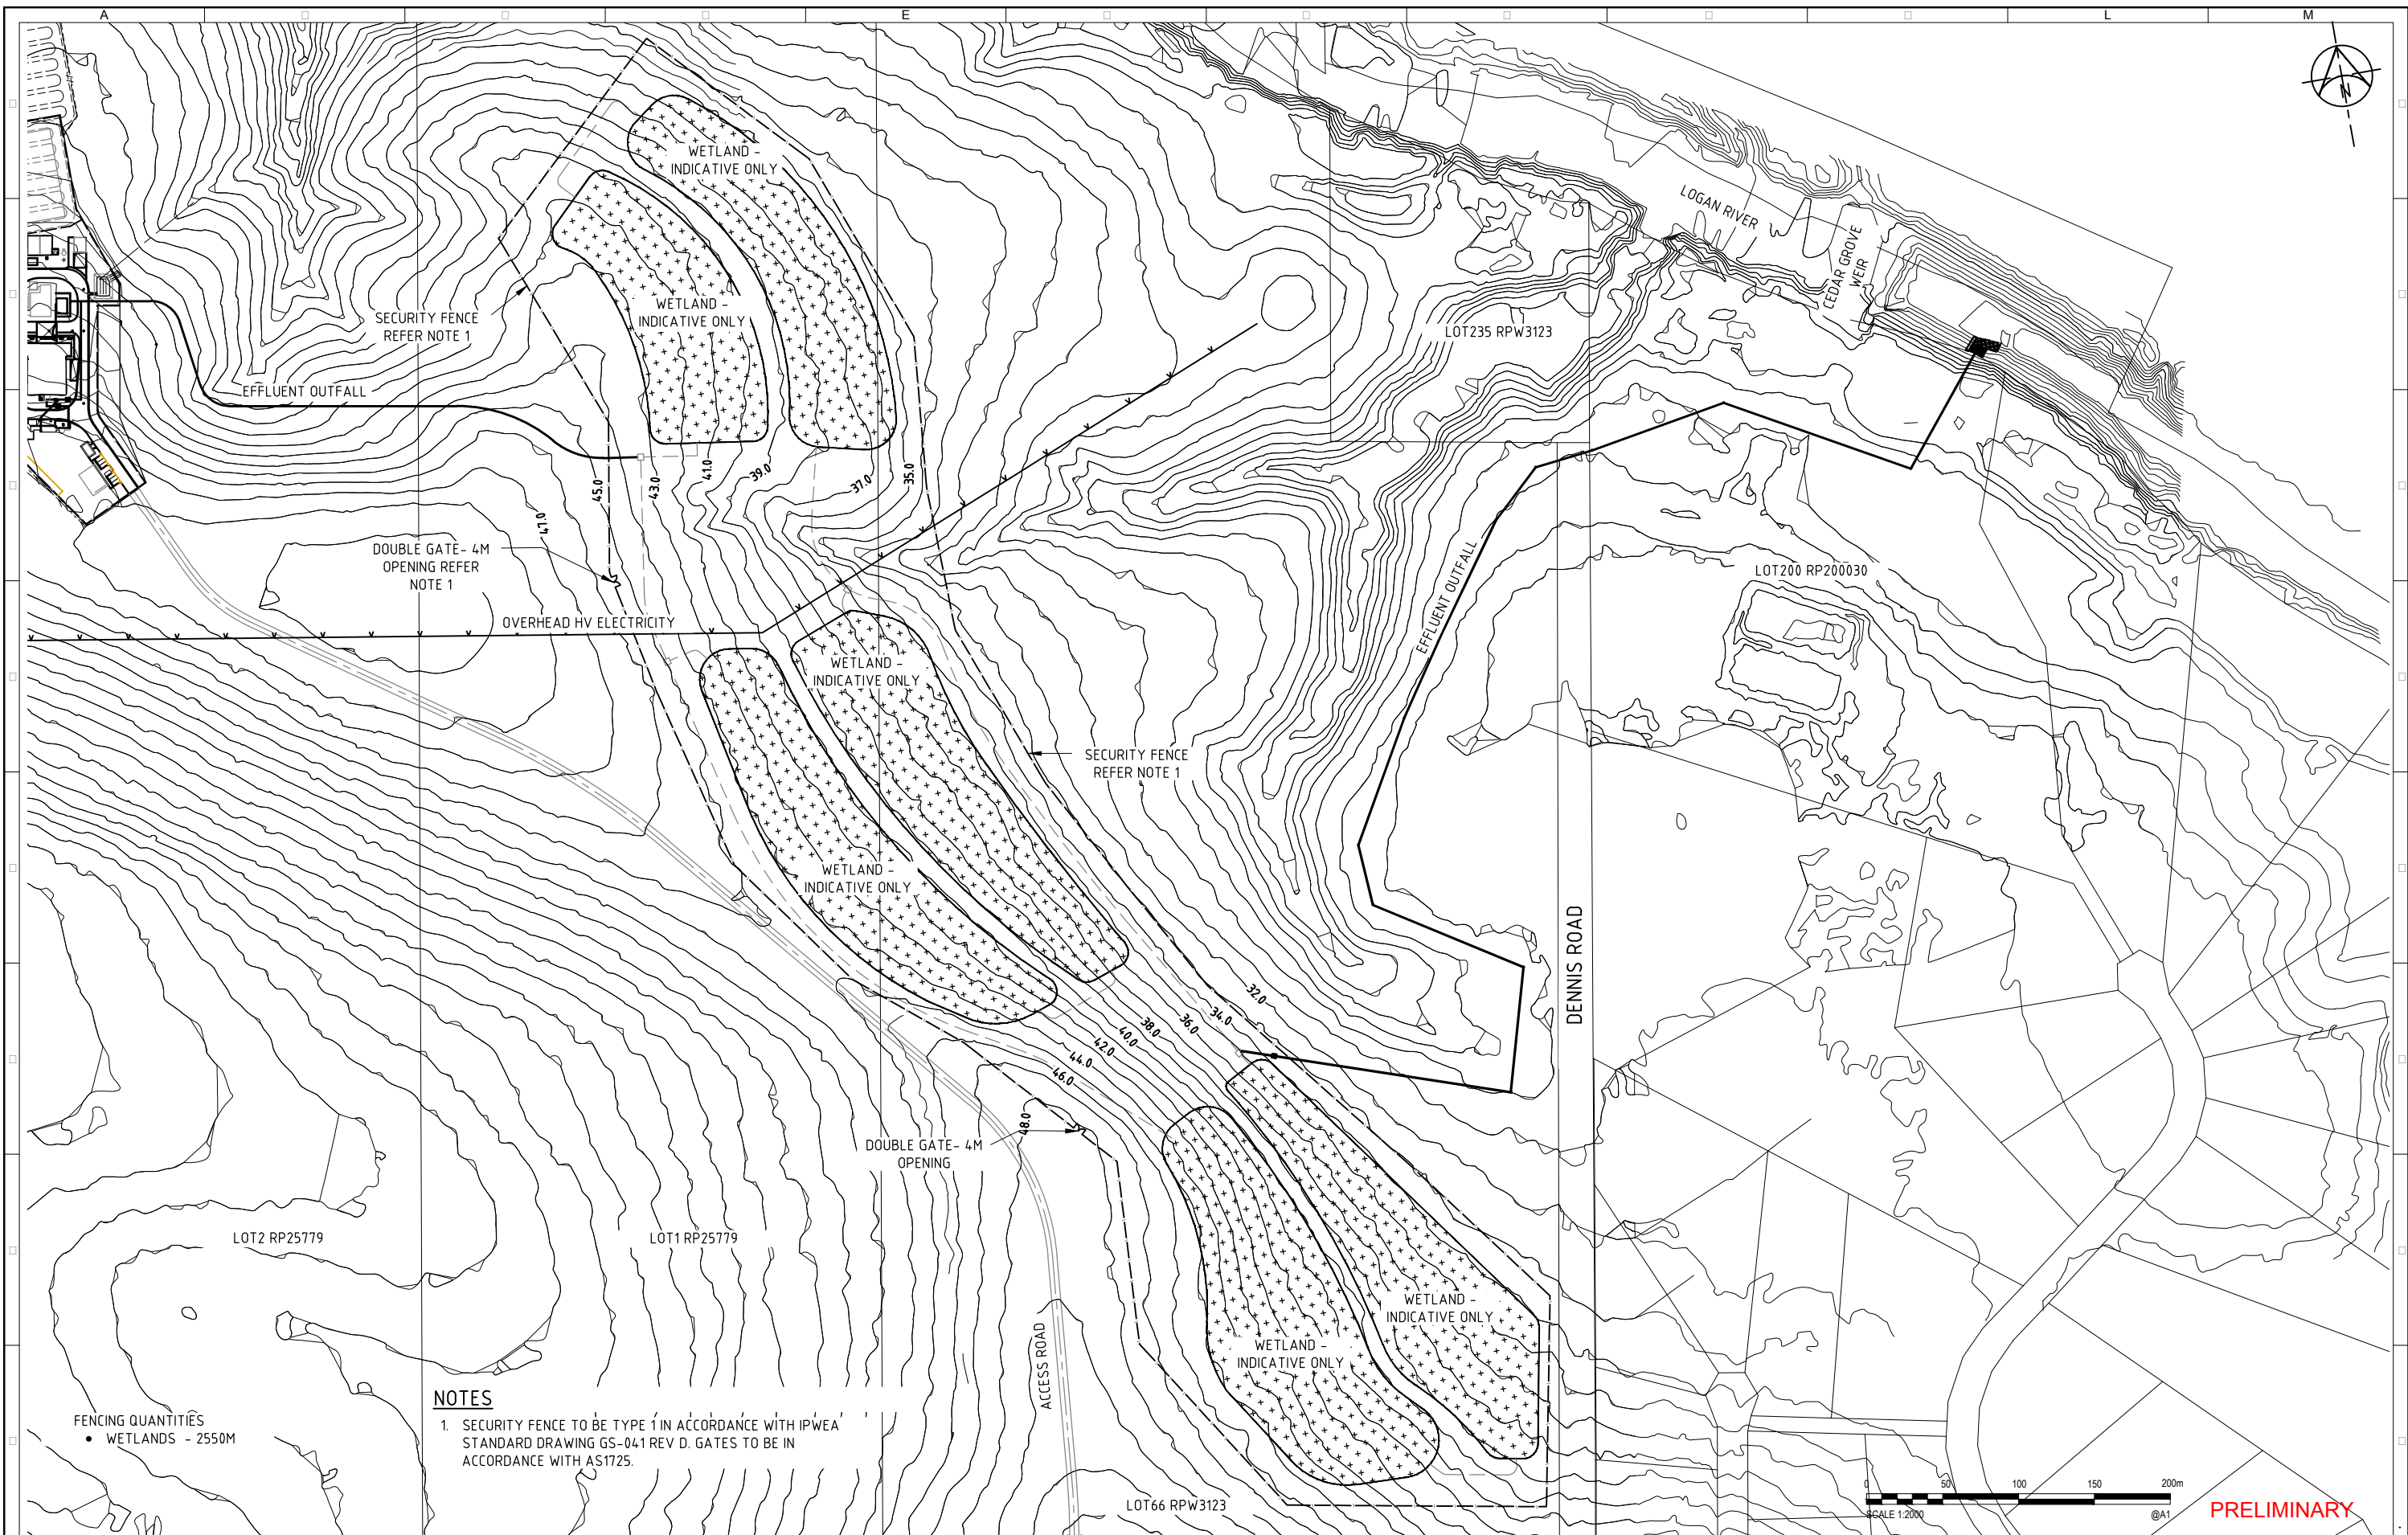 A
E
L
M
N
WETLAND -
INDICATIVE ONLY
LOGAN RIVER
CEDAR GROVE
WEIR
WETLAND -
INDICATIVE ONLY
SECURITY FENCE
REFER NOTE 1
LOT235 RPW3123
EFFLUENT OUTFALL
45.0
43.0
41.0
39.0
37.0
35.0
47.0
DOUBLE GATE- 4M
OPENING REFER
NOTE 1
EFFLUENT OUTFALL
LOT200 RP200030
OVERHEAD HV ELECTRICITY
WETLAND -
INDICATIVE ONLY
SECURITY FENCE
REFER NOTE 1
WETLAND -
INDICATIVE ONLY
DENNIS ROAD
32.0
34.0
36.0
38.0
40.0
42.0
44.0
46.0
48.0
DOUBLE GATE- 4M
OPENING
LOT2 RP25779
LOT1 RP25779
WETLAND -
INDICATIVE ONLY
WETLAND -
INDICATIVE ONLY
ACCESS ROAD
NOTES
1. SECURITY FENCE TO BE TYPE 1 IN ACCORDANCE WITH IPWEA
STANDARD DRAWING GS-041 REV D. GATES TO BE IN
ACCORDANCE WITH AS1725.
FENCING QUANTITIES
• WETLANDS - 2550M
LOT66 RPW3123
0 50 100 150 200m
SCALE 1:2000 @A1
PRELIMINARY